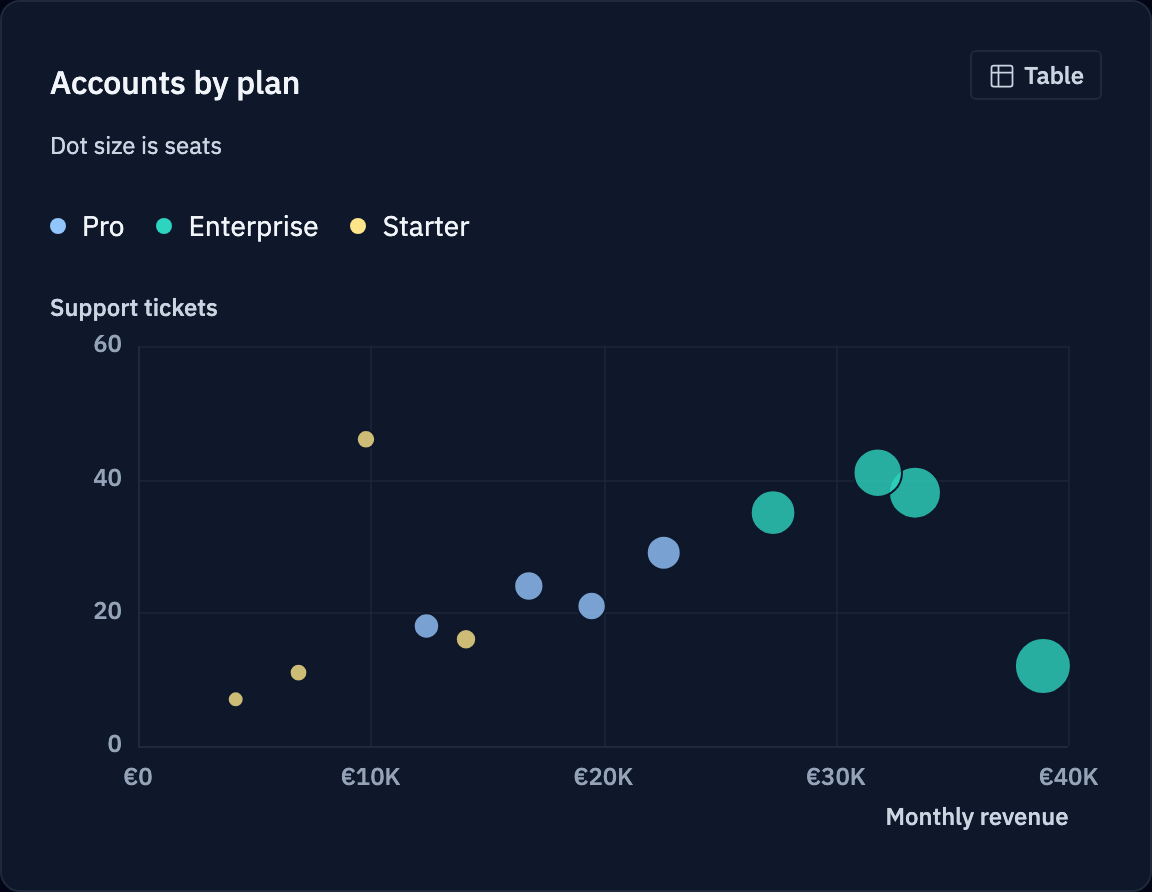 Accounts by plan
Table
Dot size is seats
Pro
Enterprise
Starter
Support tickets
60
40
20
0
€0
€10K
€20K
€30K
€40K
Monthly revenue